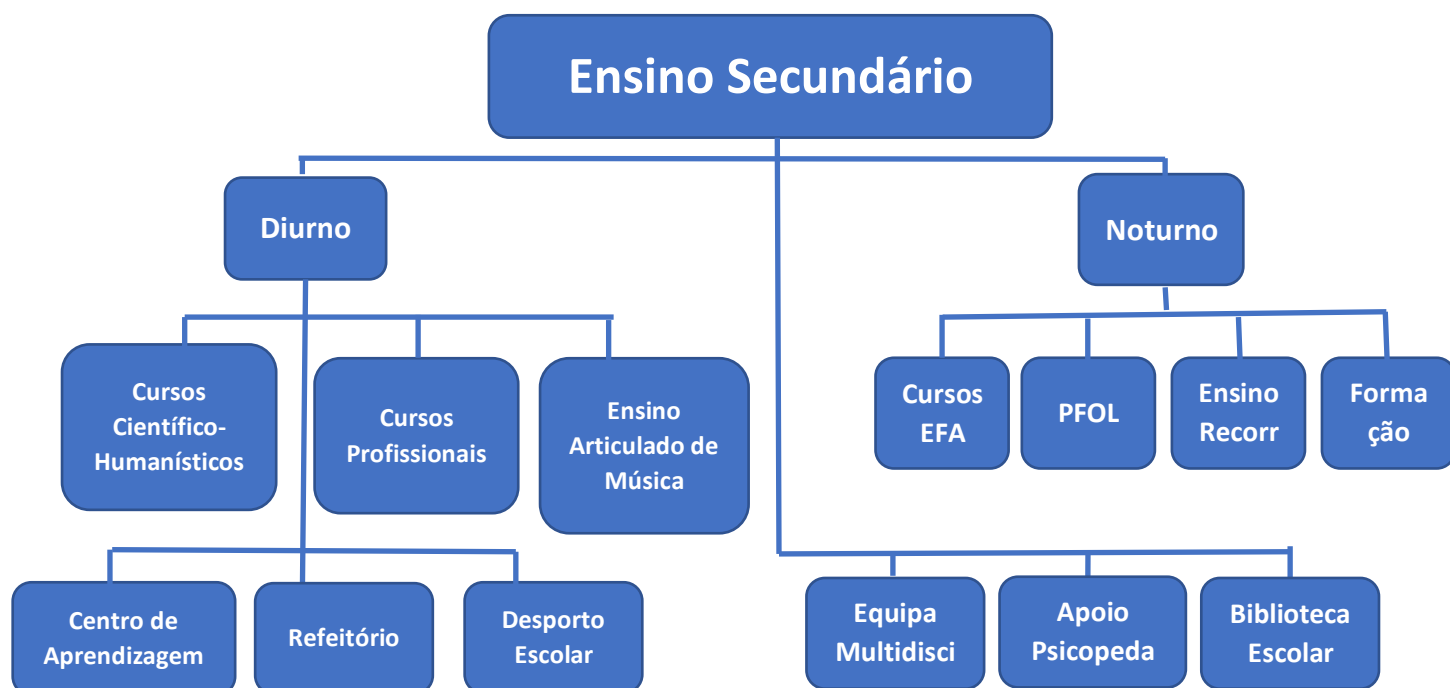 Ensino Secundário
Diurno
Noturno
Cursos
Científico-
Humanísticos
Cursos
Profissionais
Ensino
Articulado de
Música
Cursos
EFA
PFOL
Ensino
Recorr
Forma
ção
Centro de
Aprendizagem
Refeitório
Desporto
Escolar
Equipa
Multidisci
Apoio
Psicopeda
Biblioteca
Escolar